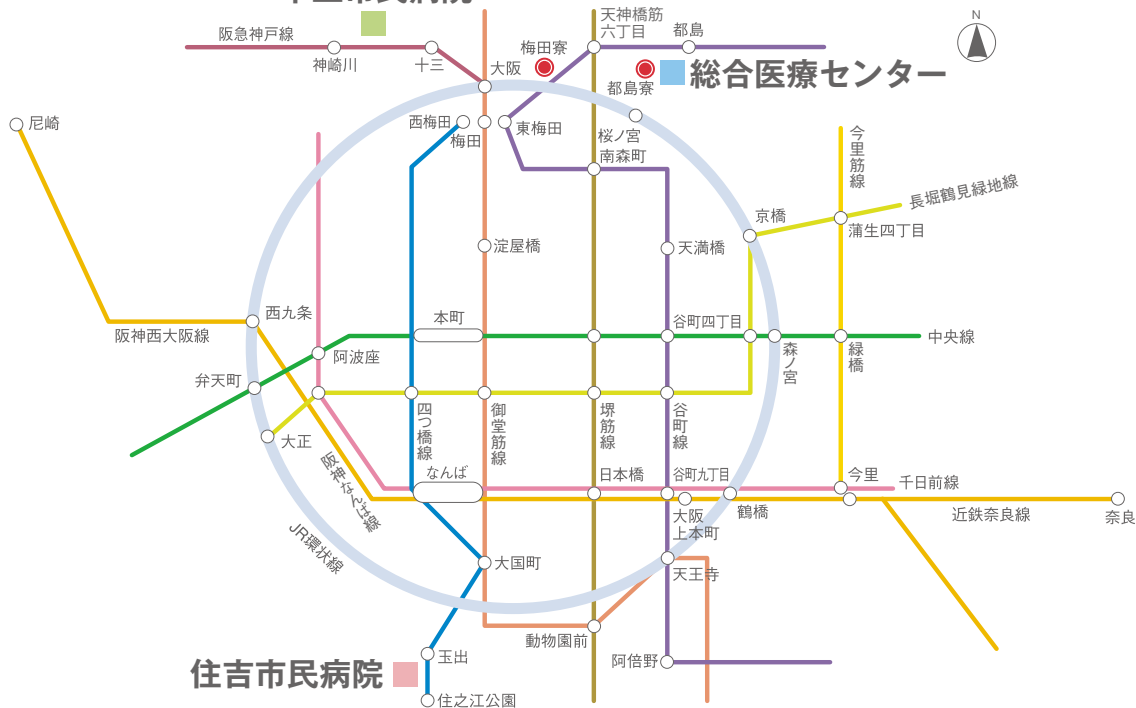 天神橋筋
六丁目
N
阪急神戸線
神崎川
十三
大阪
梅田寮
都島
都島寮
総合医療センター
尼崎
西梅田
梅田
東梅田
桜ノ宮
南森町
今里筋線
長堀鶴見緑地線
京橋
蒲生四丁目
淀屋橋
天満橋
西九条
阪神西大阪線
本町
谷町四丁目
中央線
阿波座
森ノ宮
緑橋
弁天町
大正
四つ橋線
御堂筋線
堺筋線
谷町線
阪神なんば線
なんば
日本橋
谷町九丁目
今里
千日前線
大阪
上本町
鶴橋
近鉄奈良線
奈良
JR環状線
大国町
天王寺
動物園前
阿倍野
玉出
住吉市民病院
住之江公園